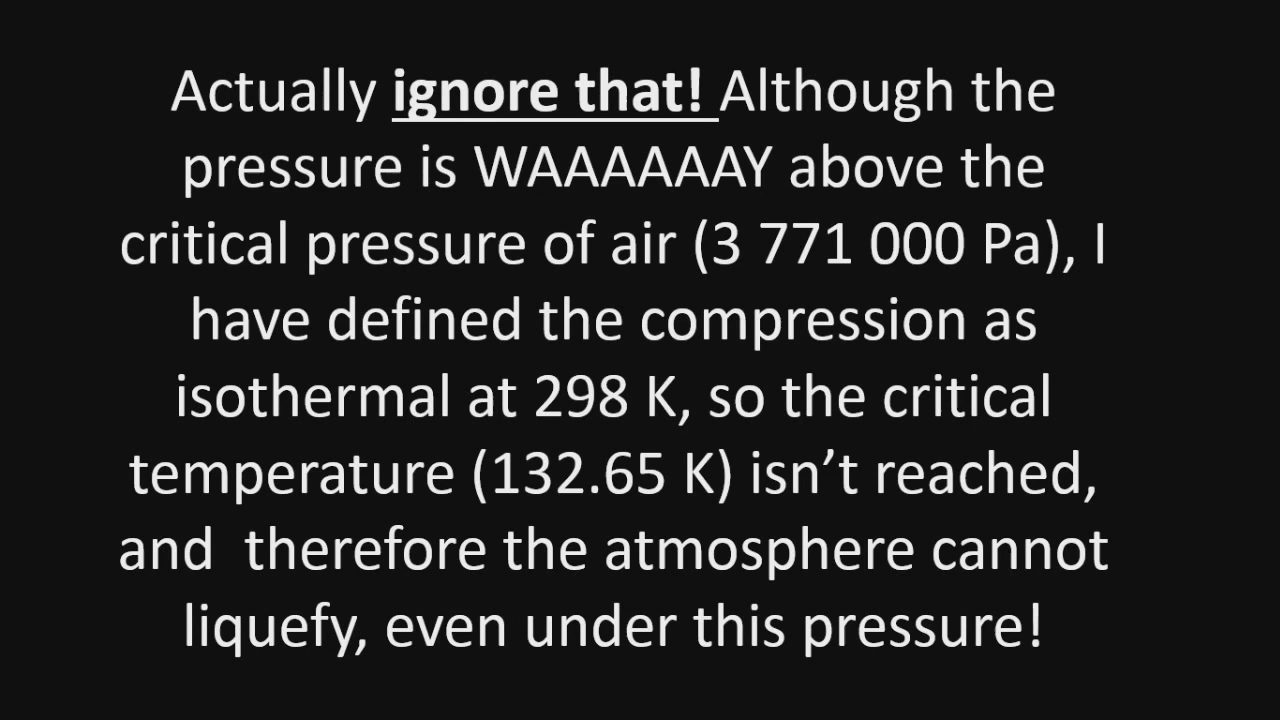 Actually ignore that! Although the
pressure is WAAAAAAY above the
critical pressure of air (3 771 000 Pa), I
have defined the compression as
isothermal at 298 K, so the critical
temperature (132.65 K) isn’t reached,
and  therefore the atmosphere cannot
liquefy, even under this pressure!